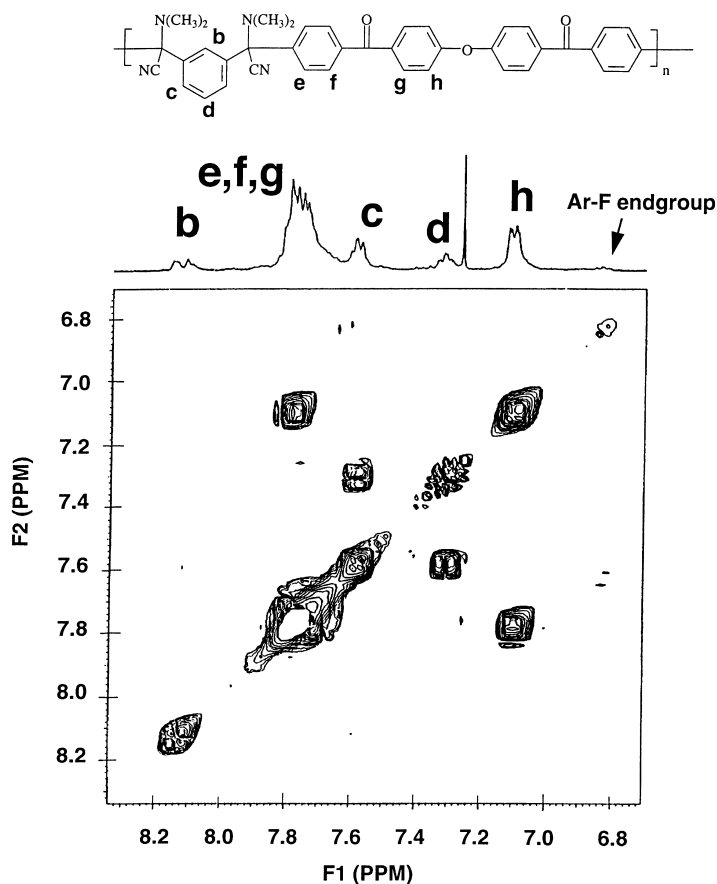 N(CH3)2 N(CH3)2 O O
b
NC CN O n
c e f g h
d
e,f,g
b c d h Ar-F endgroup
6.8
7.0
7.2
7.4
7.6
7.8
8.0
8.2
F2 (PPM)
8.2 8.0 7.8 7.6 7.4 7.2 7.0 6.8
F1 (PPM)